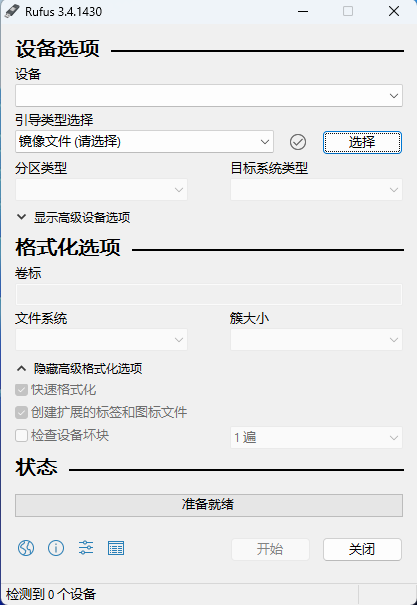 Rufus 3.4.1430
设备选项
设备
引导类型选择
镜像文件 (请选择)
选择
分区类型
目标系统类型
显示高级设备选项
格式化选项
卷标
文件系统
簇大小
隐藏高级格式化选项
快速格式化
创建扩展的标签和图标文件
检查设备坏块
1 遍
状态
准备就绪
开始
关闭
检测到 0 个设备